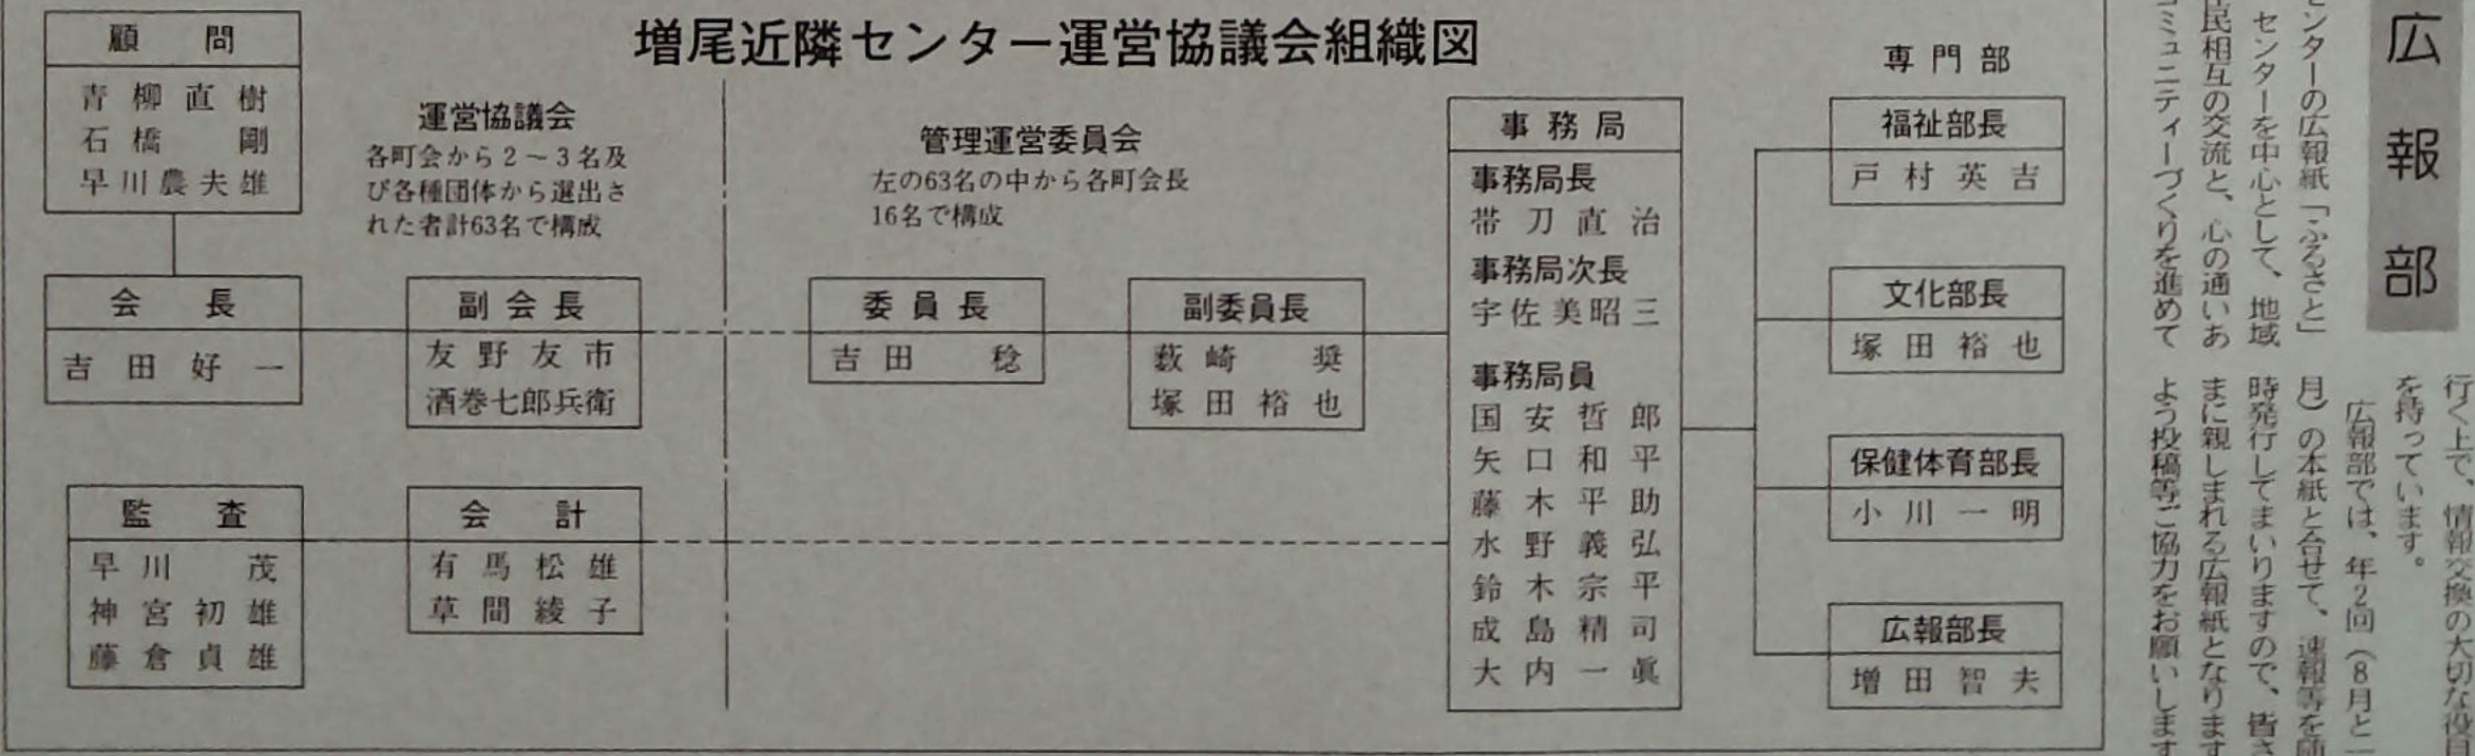 増尾近隣センター運営協議会組織図
顧問
青柳直樹
石橋剛
早川農夫雄
会長
吉田好一
運営協議会
各町会から2～3名及
び各種団体から選出さ
れた者計63名で構成
副会長
友野友市
酒巻七郎兵衛
監査
早川茂
神宮初雄
藤倉貞雄
会計
有馬松雄
草間綾子
管理運営委員会
左の63名の中から各町会長
16名で構成
委員長
吉田稔
副委員長
薮崎奨
塚田裕也
事務局
事務局長
帯刀直治
事務局次長
宇佐美昭三
事務局員
国安哲郎
矢口和平
藤木平助
水野義弘
鈴木宗平
成島精司
大内一眞
専門部
福祉部長
戸村英吉
文化部長
塚田裕也
保健体育部長
小川一明
広報部長
増田智夫
広報部
センターの広報紙「ふるさと」
センターを中心として、地域
民相互の交流と、心の通いあ
コミュニティーづくりを進めて
行く上で、情報交換の大切な役目
を持っています。
広報部では、年2回（8月と
月）の本紙と合せて、速報等を
時発行してまいりますので、皆さ
まに親しまれる広報紙となります
よう投稿等ご協力をお願いします